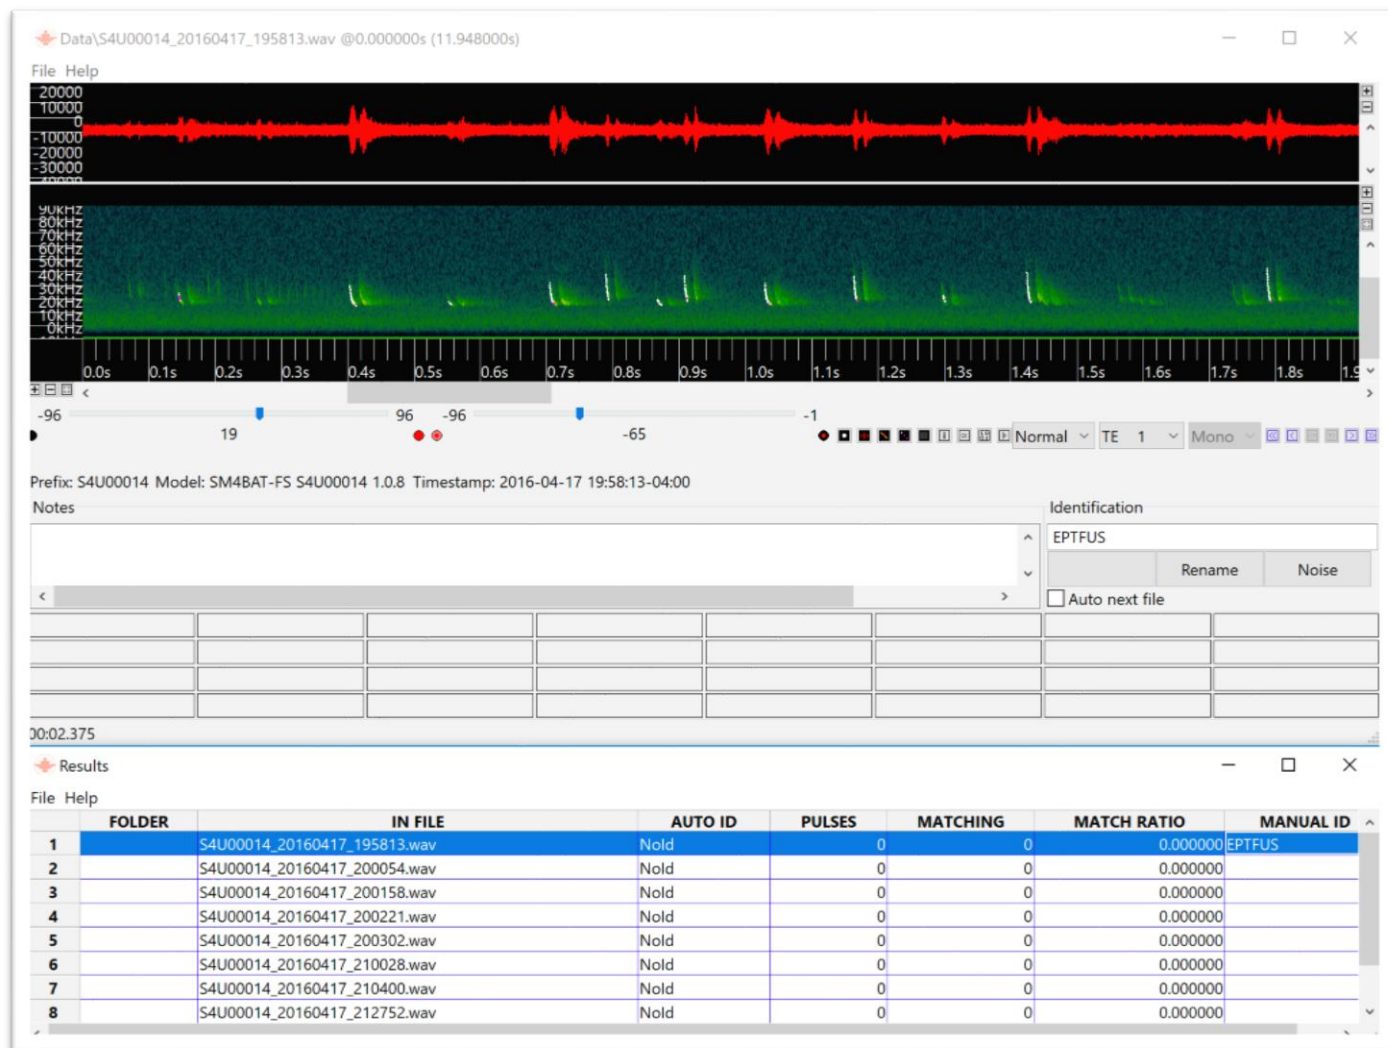 Data\S4U00014_20160417_195813.wav @0.000000s (11.948000s)
File Help
20000
10000
0
-10000
-20000
-30000
90kHz
80kHz
70kHz
60kHz
50kHz
40kHz
30kHz
20kHz
10kHz
0kHz
0.0s 0.1s 0.2s 0.3s 0.4s 0.5s 0.6s 0.7s 0.8s 0.9s 1.0s 1.1s 1.2s 1.3s 1.4s 1.5s 1.6s 1.7s 1.8s 1.9
-96 96 -96 -1
19 -65 Normal TE 1 Mono
Prefix: S4U00014 Model: SM4BAT-FS S4U00014 1.0.8 Timestamp: 2016-04-17 19:58:13-04:00
Notes Identification
EPTFUS
Rename Noise
Auto next file
00:02.375
Results
File Help
FOLDER IN FILE AUTO ID PULSES MATCHING MATCH RATIO MANUAL ID
1 S4U00014_20160417_195813.wav NoId 0 0 0.000000 EPTFUS
2 S4U00014_20160417_200054.wav NoId 0 0 0.000000
3 S4U00014_20160417_200158.wav NoId 0 0 0.000000
4 S4U00014_20160417_200221.wav NoId 0 0 0.000000
5 S4U00014_20160417_200302.wav NoId 0 0 0.000000
6 S4U00014_20160417_210028.wav NoId 0 0 0.000000
7 S4U00014_20160417_210400.wav NoId 0 0 0.000000
8 S4U00014_20160417_212752.wav NoId 0 0 0.000000